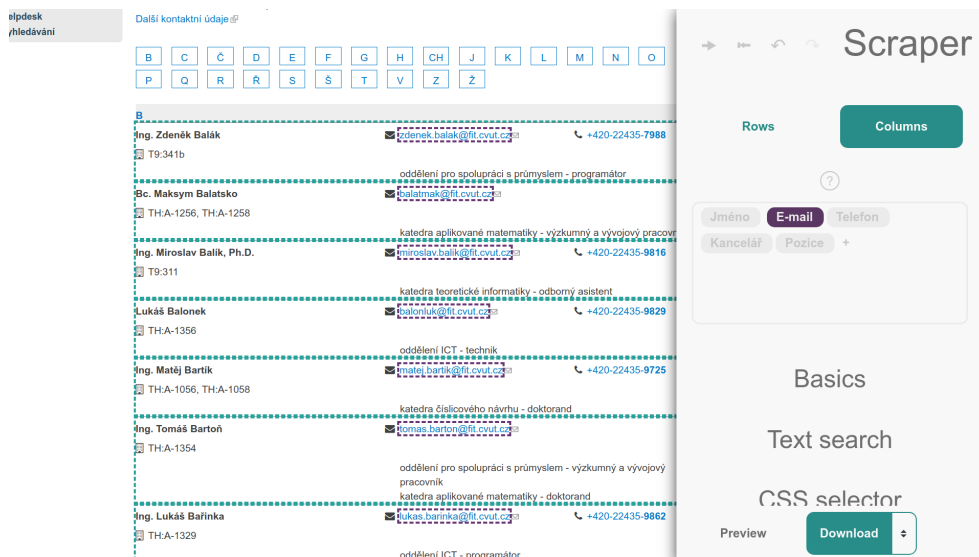 elpdesk
yhledávání
Další kontaktní údaje
B C Č D E F G H CH J K L M N O
P Q R Ř S Š T V Z Ž
B
Ing. Zdeněk Balák zdenek.balak@fit.cvut.cz +420-22435-7988
T9:341b
oddělení pro spolupráci s průmyslem - programátor
Bc. Maksym Balatsko balatmak@fit.cvut.cz
TH:A-1256, TH:A-1258
katedra aplikované matematiky - výzkumný a vývojový pracovn
Ing. Miroslav Balík, Ph.D. miroslav.balik@fit.cvut.cz +420-22435-9816
T9:311
katedra teoretické informatiky - odborný asistent
Lukáš Balonek balonluk@fit.cvut.cz +420-22435-9829
TH:A-1356
oddělení ICT - technik
Ing. Matěj Bartík matej.bartik@fit.cvut.cz +420-22435-9725
TH:A-1056, TH:A-1058
katedra číslicového návrhu - doktorand
Ing. Tomáš Bartoň tomas.barton@fit.cvut.cz
TH:A-1354
oddělení pro spolupráci s průmyslem - výzkumný a vývojový
pracovník
katedra aplikované matematiky - doktorand
Ing. Lukáš Bařinka lukas.barinka@fit.cvut.cz +420-22435-9862
TH:A-1329
oddělení ICT - programátor
Scraper
Rows Columns
?
Jméno E-mail Telefon
Kancelář Pozice +
Basics
Text search
CSS selector
Preview Download